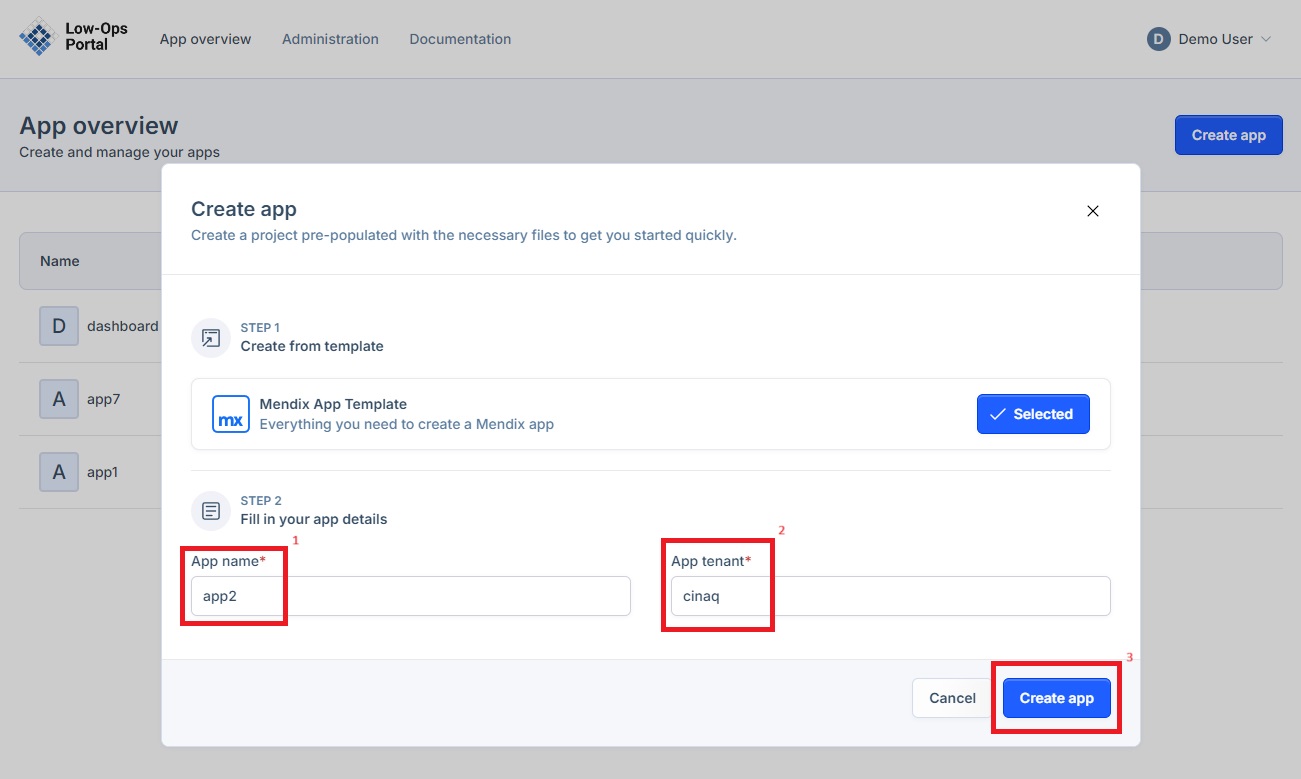 Low-Ops
Portal
App overview
Administration
Documentation
D
Demo User
App overview
Create and manage your apps
Create app
Name
D
dashboard
A
app7
A
app1
Create app
Create a project pre-populated with the necessary files to get you started quickly.
STEP 1
Create from template
mx
Mendix App Template
Everything you need to create a Mendix app
Selected
STEP 2
Fill in your app details
1
App name*
app2
2
App tenant*
cinaq
3
Cancel
Create app